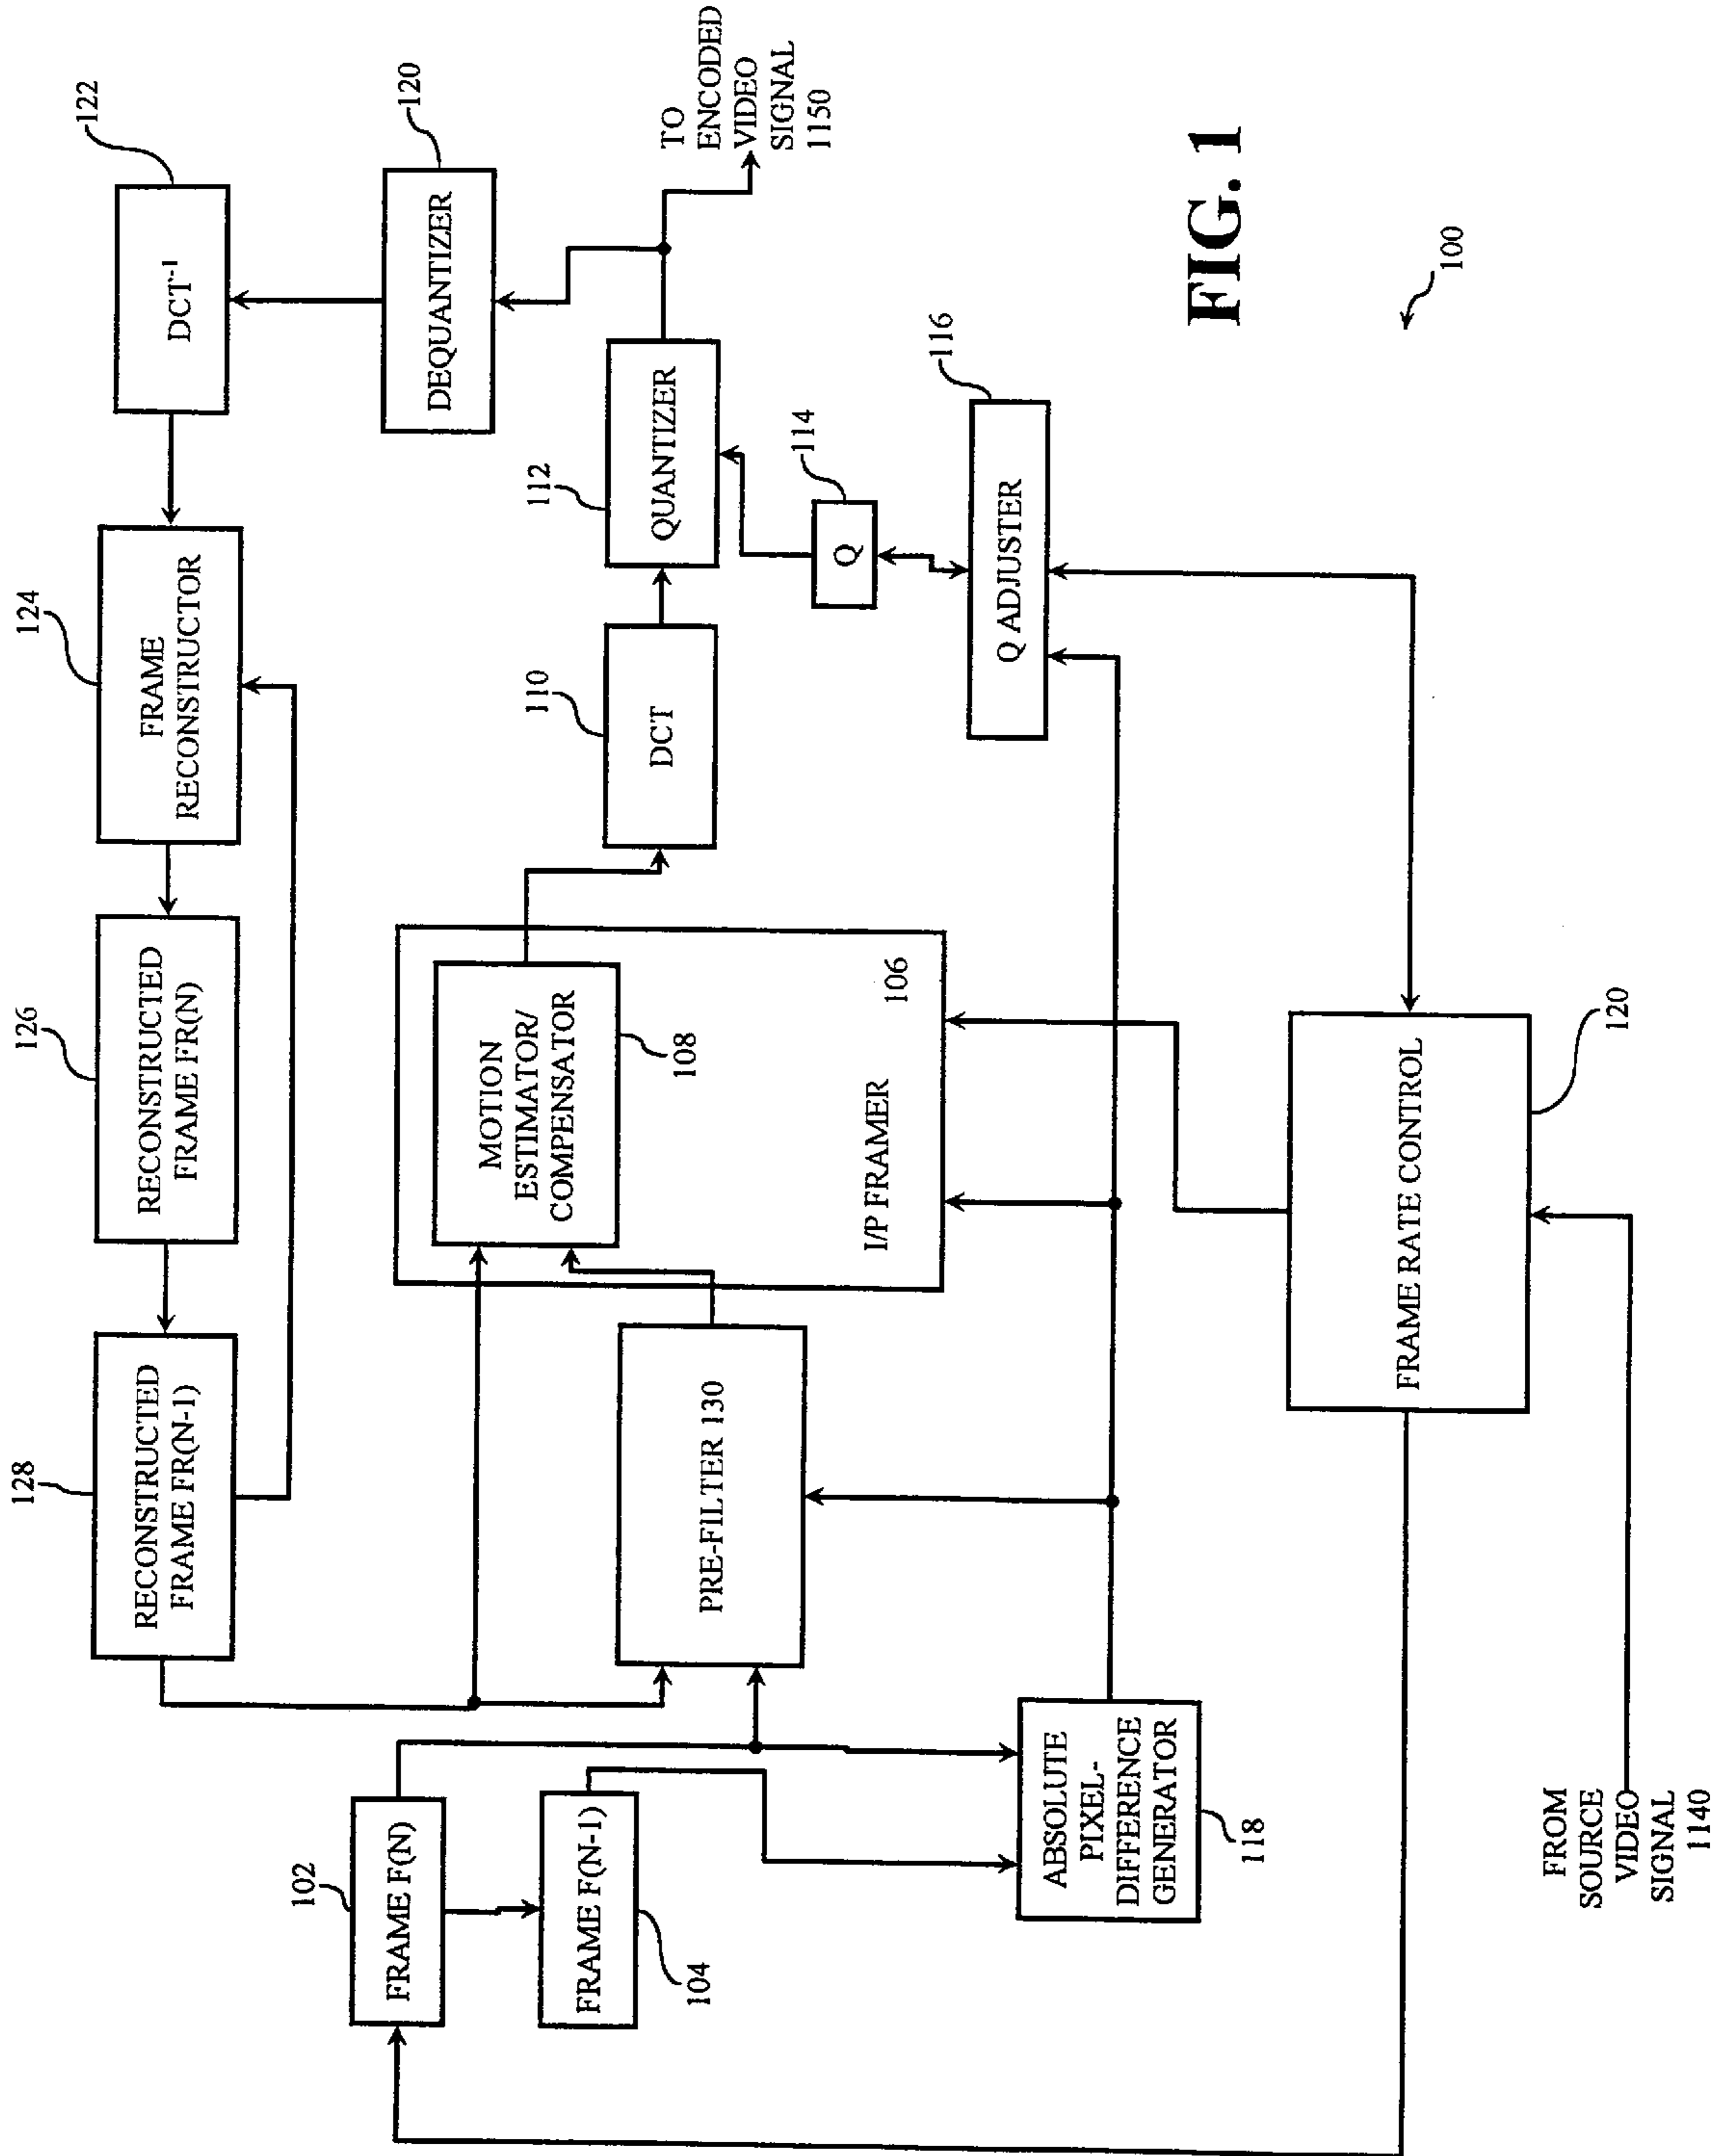 128
RECONSTRUCTED
FRAME FR(N-1)
126
RECONSTRUCTED
FRAME FR(N)
124
FRAME
RECONSTRUCTOR
122
DCT-1
120
DEQUANTIZER
102
FRAME F(N)
104
FRAME F(N-1)
PRE-FILTER 130
MOTION
ESTIMATOR/
COMPENSATOR
108
I/P FRAMER
106
110
DCT
112
QUANTIZER
TO
ENCODED
VIDEO
SIGNAL
1150
114
Q
116
Q ADJUSTER
ABSOLUTE
PIXEL-
DIFFERENCE
GENERATOR
118
FRAME RATE CONTROL
120
FROM
SOURCE
VIDEO
SIGNAL
1140
FIG. 1
100